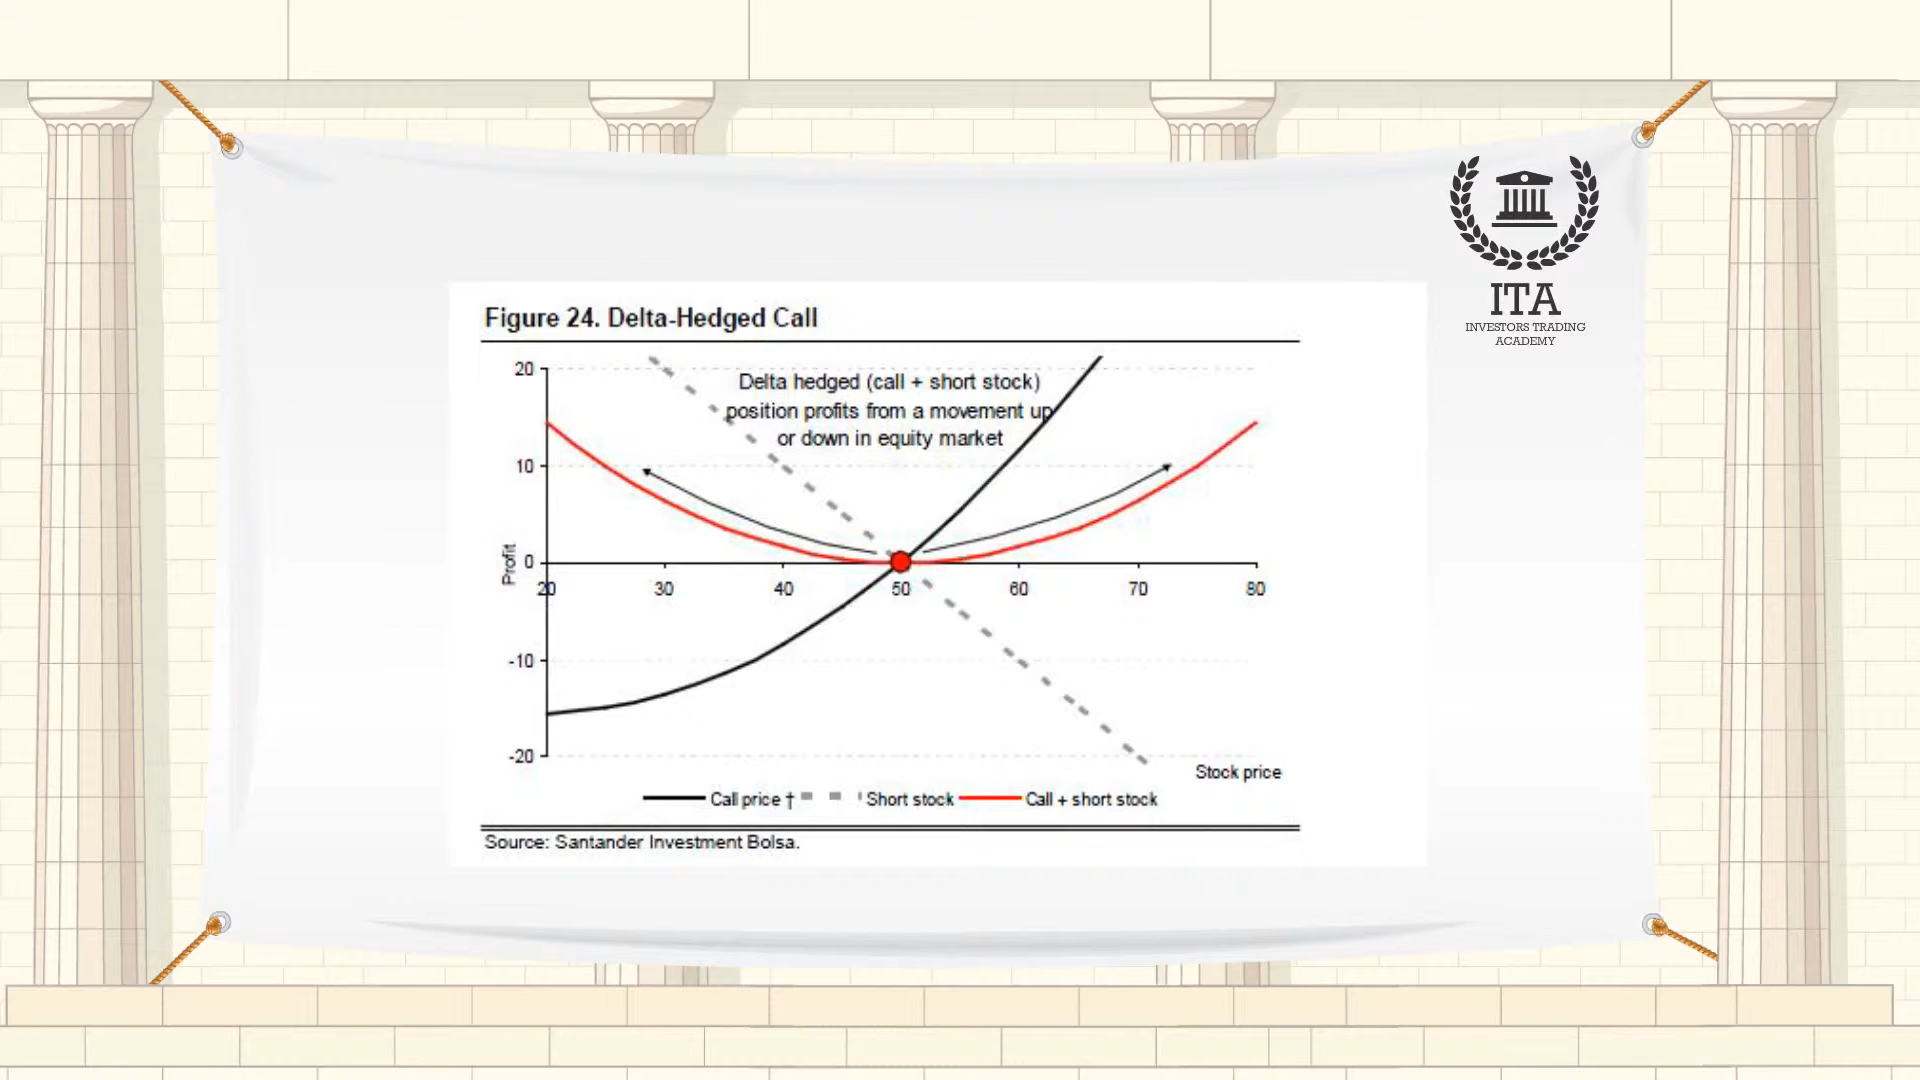 ITA
INVESTORS TRADING
ACADEMY
Figure 24. Delta-Hedged Call
Delta hedged (call + short stock)
position profits from a movement up
or down in equity market
20
10
0
-10
-20
Profit
20 30 40 50 60 70 80
Stock price
Call price † Short stock Call + short stock
Source: Santander Investment Bolsa.